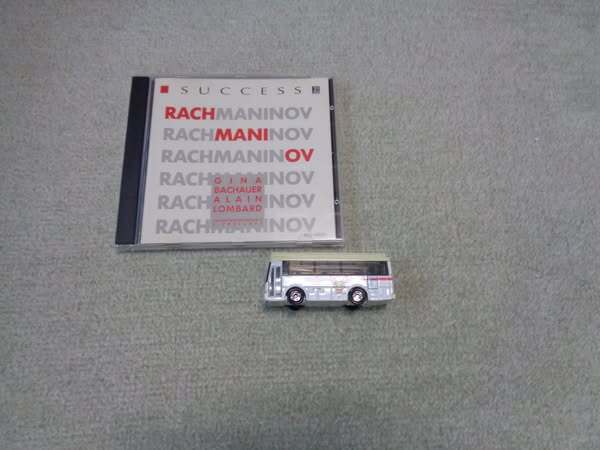 SUCCESS
RACHMANINOV
RACHMANINOV
RACHMANINOV
RACHMANINOV
GINA
BACHAUER
RACHMANINOV
ALAIN
LOMBARD
RACHMANINOV